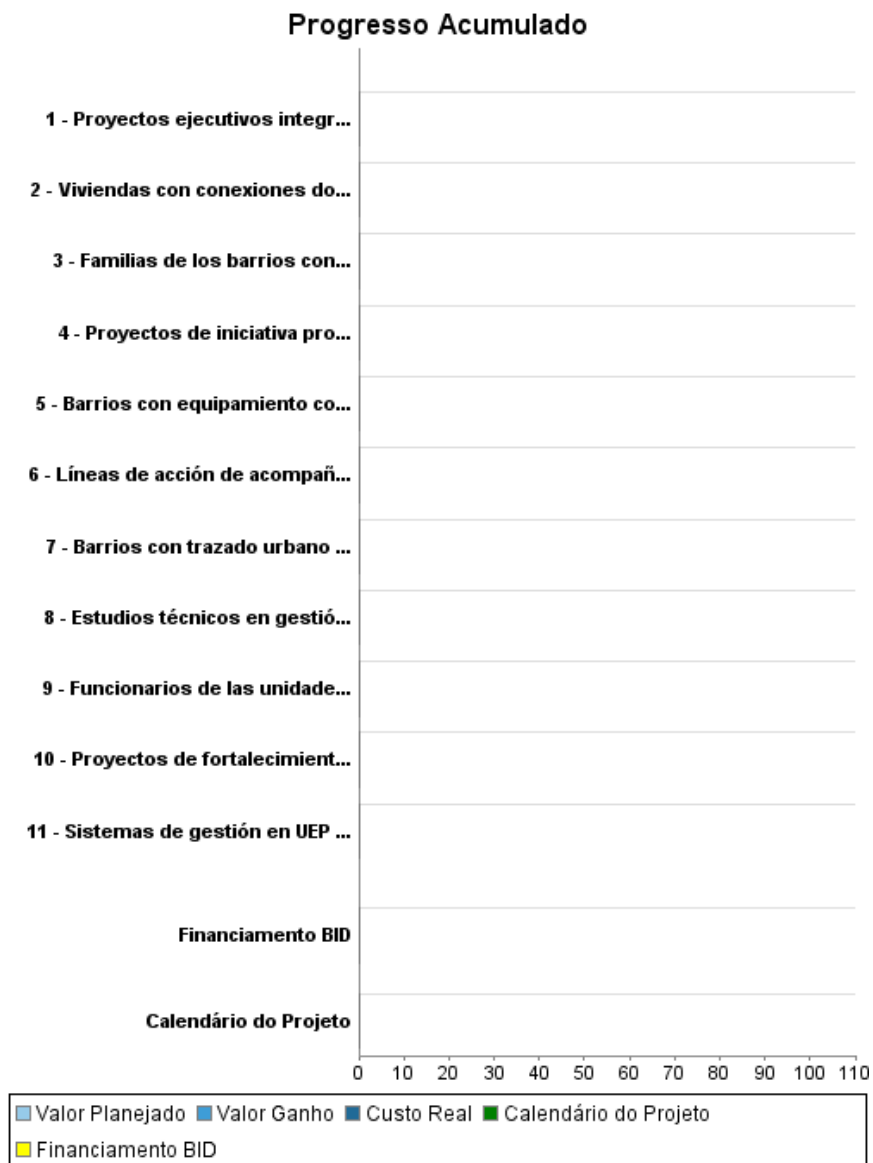 Progresso Acumulado
1 - Proyectos ejecutivos integr...
2 - Viviendas con conexiones do...
3 - Familias de los barrios con...
4 - Proyectos de iniciativa pro...
5 - Barrios con equipamiento co...
6 - Líneas de acción de acompañ...
7 - Barrios con trazado urbano ...
8 - Estudios técnicos en gestió...
9 - Funcionarios de las unidade...
10 - Proyectos de fortalecimient...
11 - Sistemas de gestión en UEP ...
Financiamento BID
Calendário do Projeto
0 10 20 30 40 50 60 70 80 90 100 110
Valor Planejado Valor Ganho Custo Real Calendário do Projeto
Financiamento BID